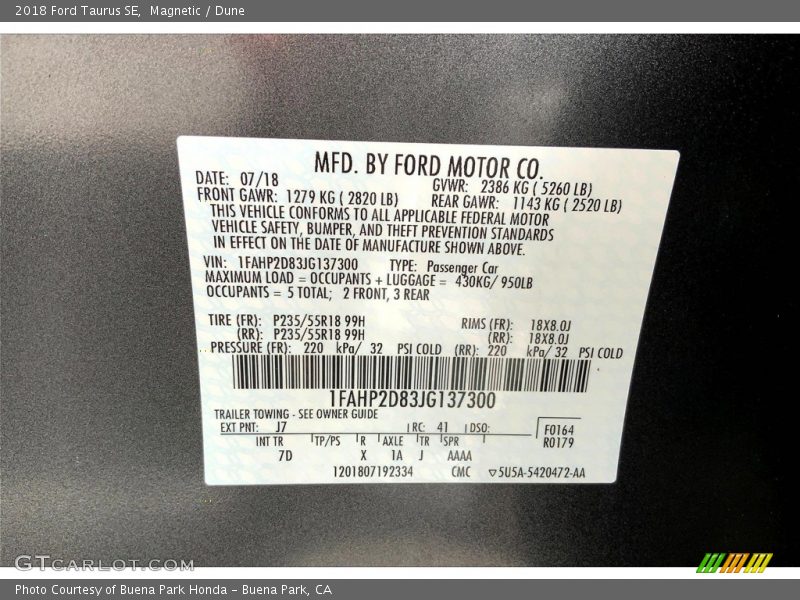 2018 Ford Taurus SE, Magnetic / Dune
MFD. BY FORD MOTOR CO.
DATE: 07/18 GVWR: 2386 KG ( 5260 LB)
FRONT GAWR: 1279 KG ( 2820 LB) REAR GAWR: 1143 KG ( 2520 LB)
THIS VEHICLE CONFORMS TO ALL APPLICABLE FEDERAL MOTOR
VEHICLE SAFETY, BUMPER, AND THEFT PREVENTION STANDARDS
IN EFFECT ON THE DATE OF MANUFACTURE SHOWN ABOVE.
VIN: 1FAHP2D83JG137300 TYPE: Passenger Car
MAXIMUM LOAD = OCCUPANTS + LUGGAGE = 430KG/ 950LB
OCCUPANTS = 5 TOTAL; 2 FRONT, 3 REAR
TIRE (FR): P235/55R18 99H RIMS (FR): 18X8.0J
(RR): P235/55R18 99H (RR): 18X8.0J
PRESSURE (FR): 220 kPa/ 32 PSI COLD (RR): 220 kPa/ 32 PSI COLD
1FAHP2D83JG137300
TRAILER TOWING - SEE OWNER GUIDE
EXT PNT: J7 RC: 41 DSO: F0164
INT TR TP/PS R AXLE TR SPR R0179
7D X 1A J AAAA
1201807192334 CMC ▽5U5A-5420472-AA
GTcarlot.com
Photo Courtesy of Buena Park Honda – Buena Park, CA